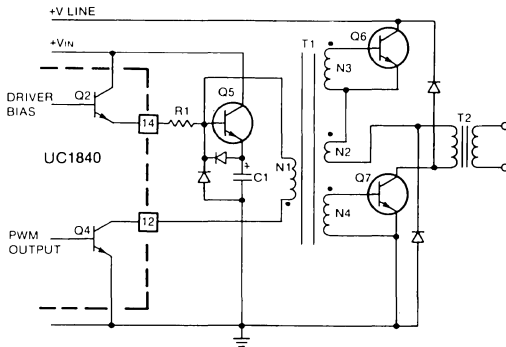 +V LINE
+VIN
Q6
T1
N3
Q2
DRIVER
BIAS
14
R1
Q5
UC1840
+
C1
N1
N2
T2
Q7
N4
12
PWM
OUTPUT
Q4